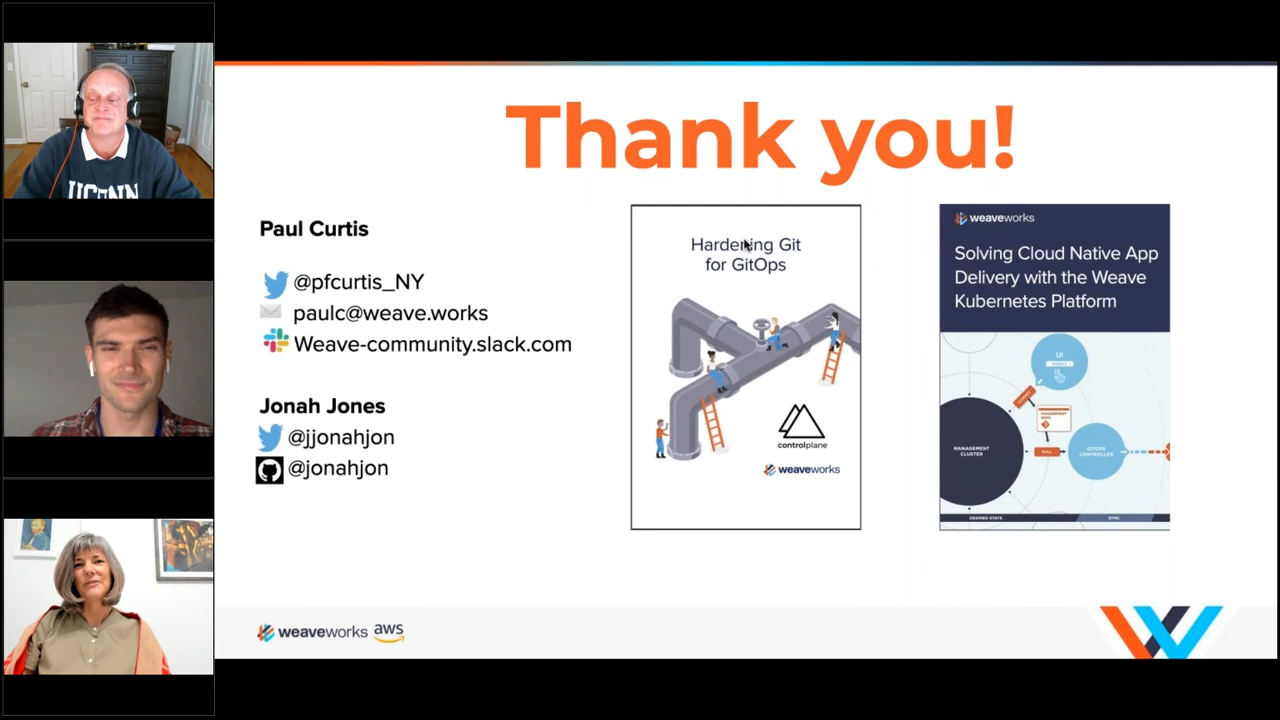 UCONN
Thank you!
Paul Curtis
@pfcurtis_NY
paulc@weave.works
Weave-community.slack.com
Jonah Jones
@jjonahjon
@jonahjon
Hardening Git
for GitOps
controlplane
weaveworks
weaveworks
Solving Cloud Native App
Delivery with the Weave
Kubernetes Platform
UI
MANAGEMENT
CLUSTER
PULL
GITOPS
CONTROLLER
DESIRED STATE
SYNC
weaveworks
aws